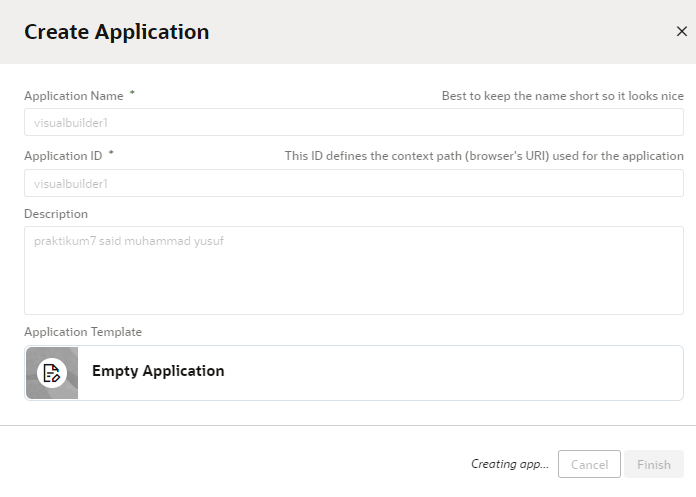 Create Application
Application Name *
Best to keep the name short so it looks nice
visualbuilder1
Application ID *
This ID defines the context path (browser's URI) used for the application
visualbuilder1
Description
praktikum7 said muhammad yusuf
Application Template
Empty Application
Creating app...
Cancel
Finish